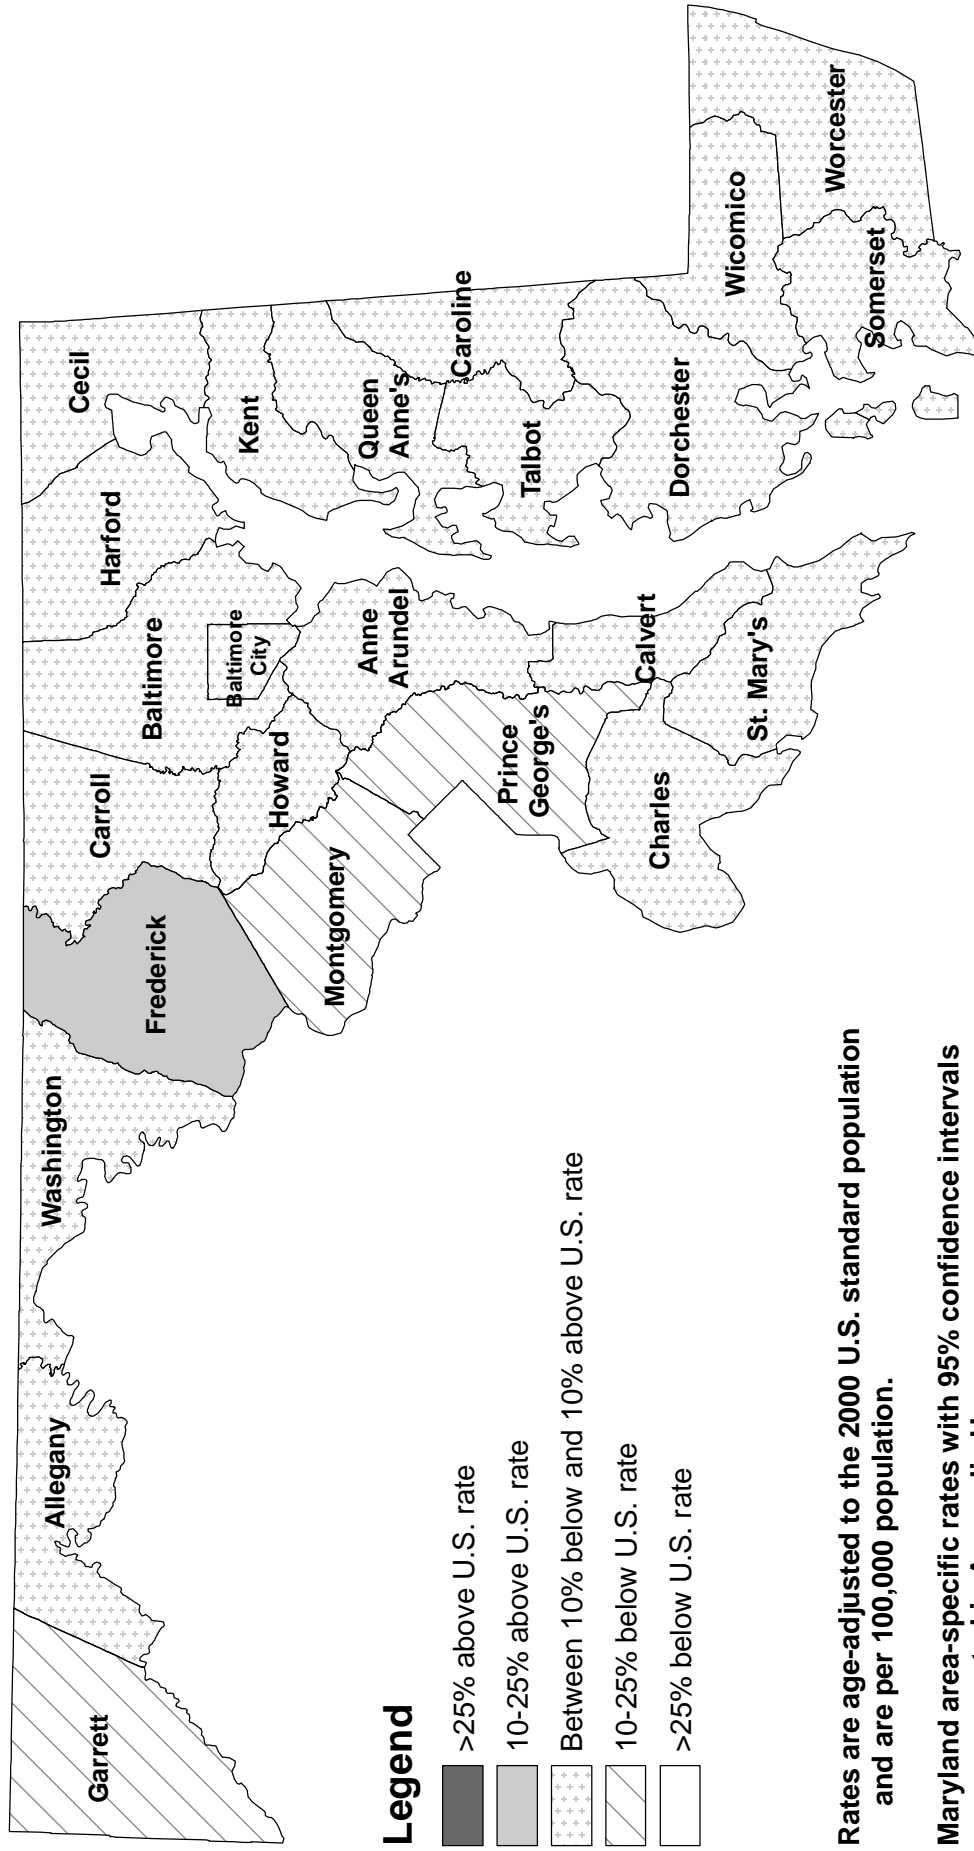 Garrett
Allegany
Washington
Frederick
Carroll
Baltimore
Harford
Cecil
Baltimore
City
Howard
Montgomery
Anne
Arundel
Prince
George's
Charles
Calvert
St. Mary's
Kent
Queen
Anne's
Caroline
Talbot
Dorchester
Wicomico
Worcester
Somerset
Legend
>25% above U.S. rate
10-25% above U.S. rate
Between 10% below and 10% above U.S. rate
10-25% below U.S. rate
>25% below U.S. rate
Rates are age-adjusted to the 2000 U.S. standard population
and are per 100,000 population.
Maryland area-specific rates with 95% confidence intervals